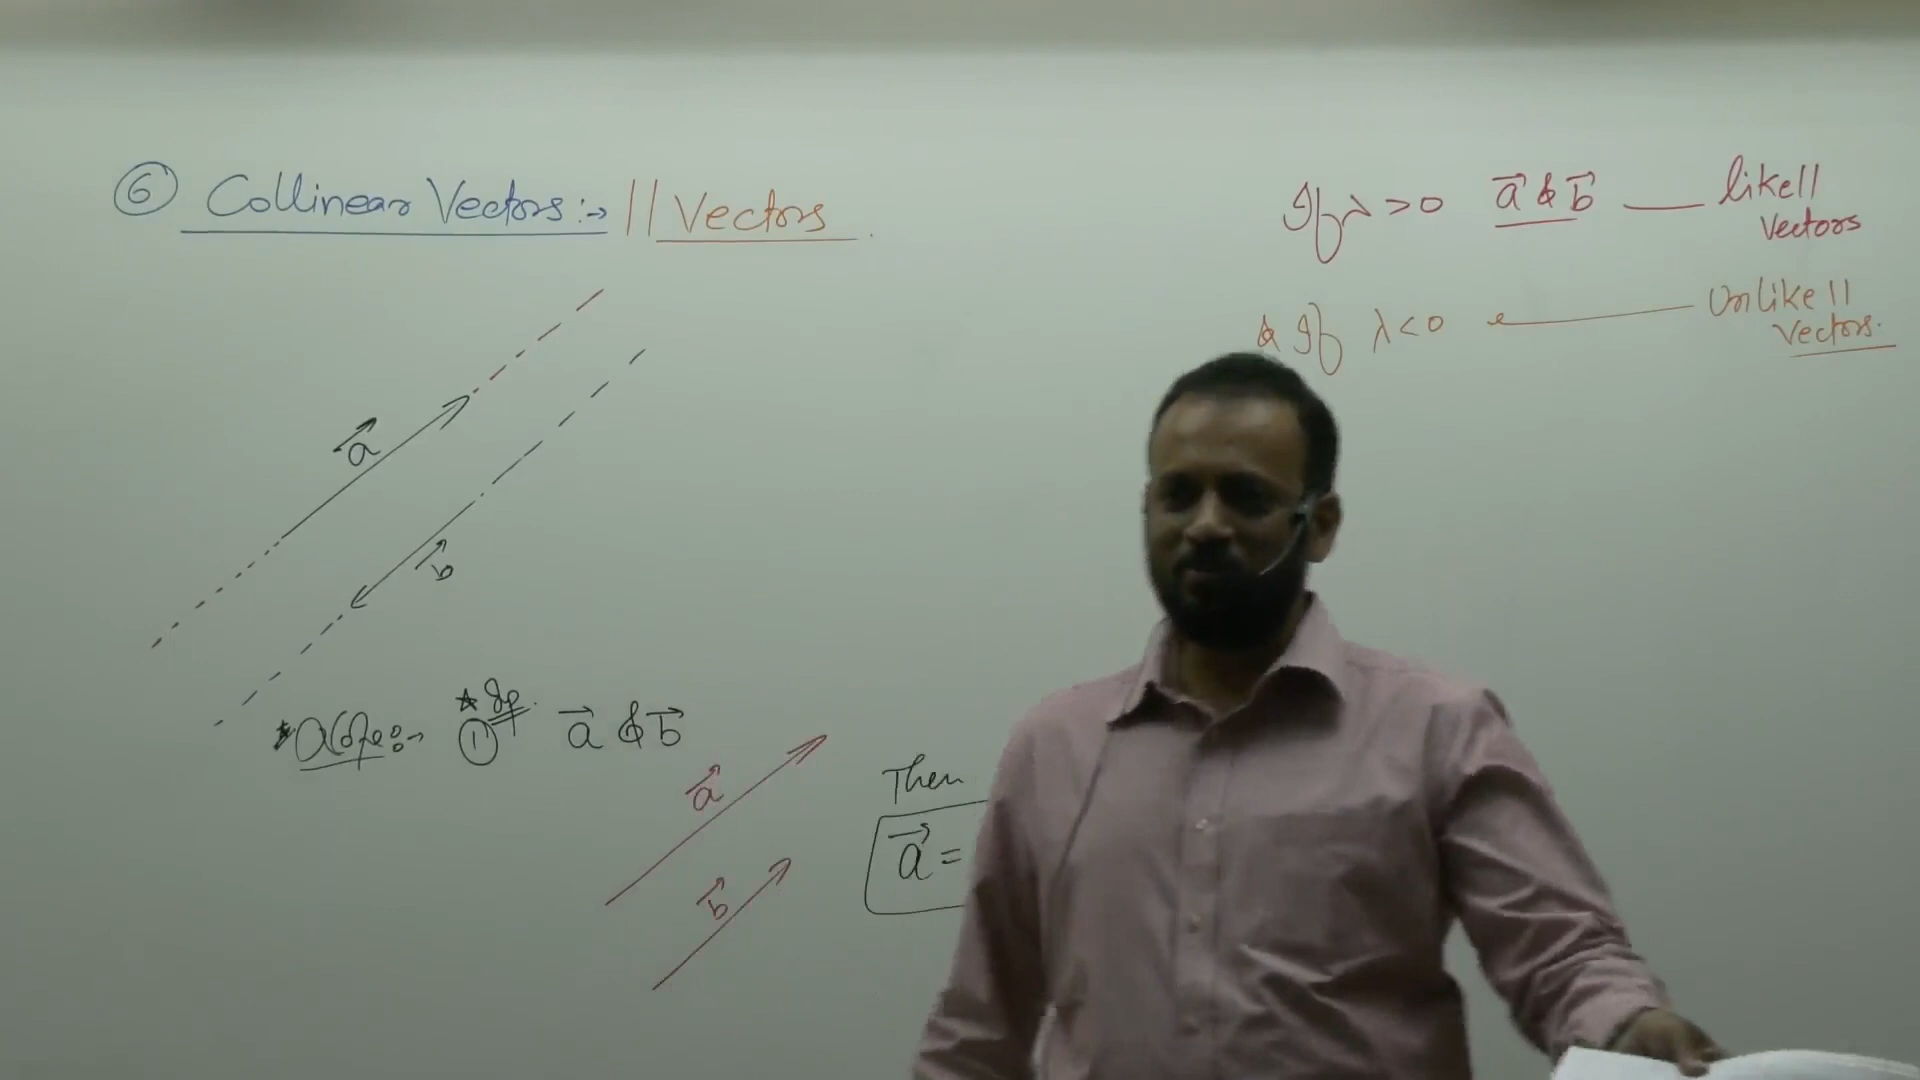 ⑥ Collinear Vectors:→ || Vectors
If λ>0 a⃗ & b⃗ — like ||
Vectors
* If λ<0 — Unlike ||
Vectors.
a⃗
b⃗
* Note:→ ① * If a⃗ & b⃗
a⃗
b⃗
Then
a⃗ =